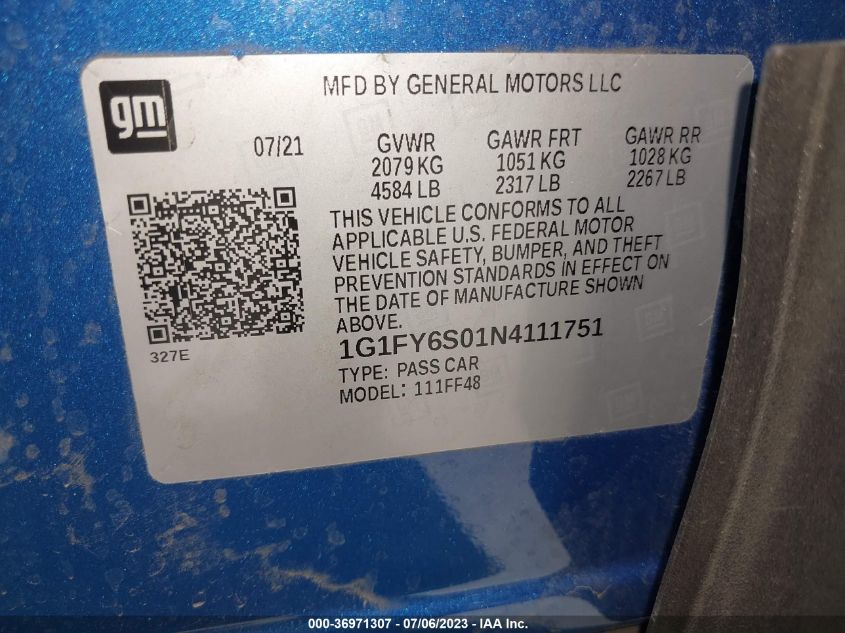 gm
MFD BY GENERAL MOTORS LLC
07/21
GVWR
2079 KG
4584 LB
GAWR FRT
1051 KG
2317 LB
GAWR RR
1028 KG
2267 LB
THIS VEHICLE CONFORMS TO ALL
APPLICABLE U.S. FEDERAL MOTOR
VEHICLE SAFETY, BUMPER, AND THEFT
PREVENTION STANDARDS IN EFFECT ON
THE DATE OF MANUFACTURE SHOWN
ABOVE.
327E
1G1FY6S01N4111751
TYPE: PASS CAR
MODEL: 111FF48
000-36971307 - 07/06/2023 - IAA Inc.